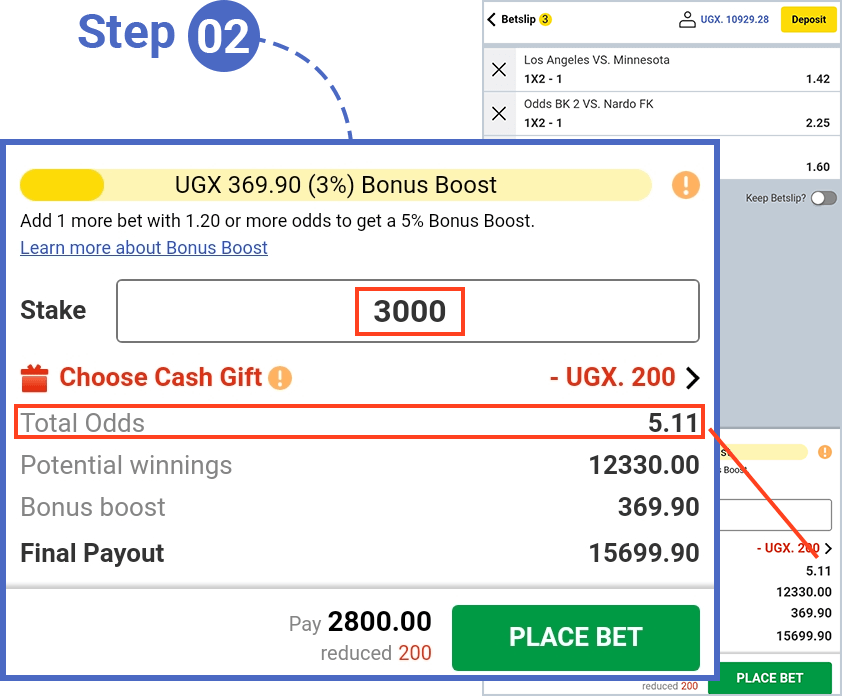 Step 02
Betslip 3 UGX. 10929.28 Deposit
Los Angeles VS. Minnesota
1X2 - 1 1.42
Odds BK 2 VS. Nardo FK
1X2 - 1 2.25
1.60
Keep Betslip?
UGX 369.90 (3%) Bonus Boost
Add 1 more bet with 1.20 or more odds to get a 5% Bonus Boost.
Learn more about Bonus Boost
Stake 3000
Choose Cash Gift - UGX. 200
Total Odds 5.11
Potential winnings 12330.00
Bonus boost 369.90
Final Payout 15699.90
Pay 2800.00
reduced 200
PLACE BET
Boost
- UGX. 200
5.11
12330.00
369.90
15699.90
PLACE BET
reduced 200